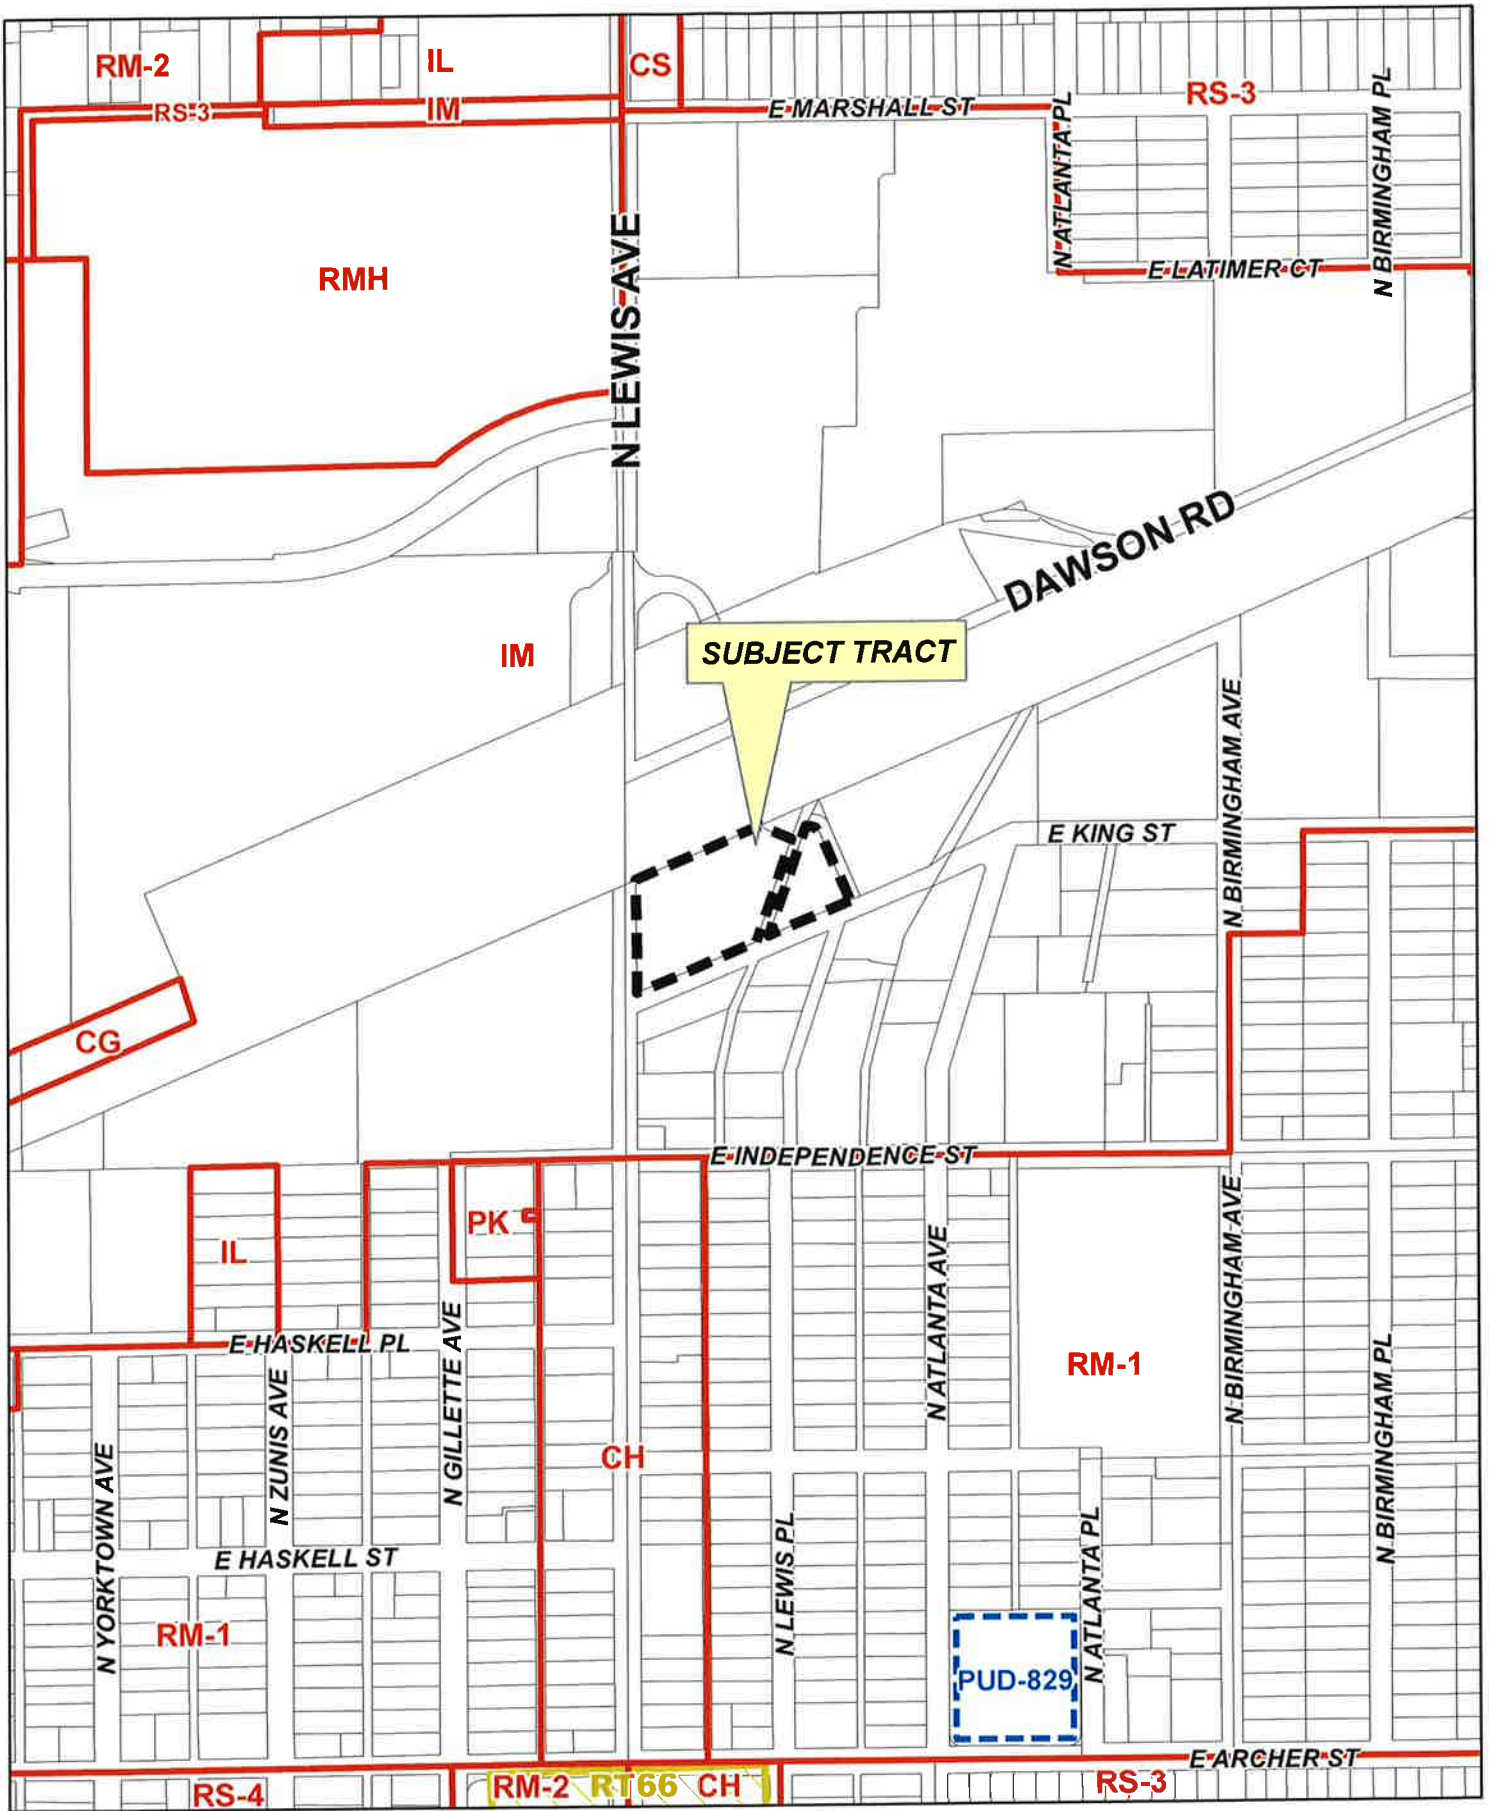 RM-2
IL
CS
RS-3
IM
E MARSHALL ST
RS-3
N ATLANTA PL
N BIRMINGHAM PL
RMH
N LEWIS AVE
E LATIMER CT
DAWSON RD
IM
SUBJECT TRACT
N BIRMINGHAM AVE
E KING ST
CG
E INDEPENDENCE ST
PK
IL
N BIRMINGHAM AVE
E HASKELL PL
N GILLETTE AVE
N ATLANTA AVE
RM-1
N ZUNIS AVE
N BIRMINGHAM PL
N YORKTOWN AVE
CH
E HASKELL ST
N LEWIS PL
N ATLANTA PL
RM-1
PUD-829
E ARCHER ST
RS-4
RM-2
RT66
CH
RS-3